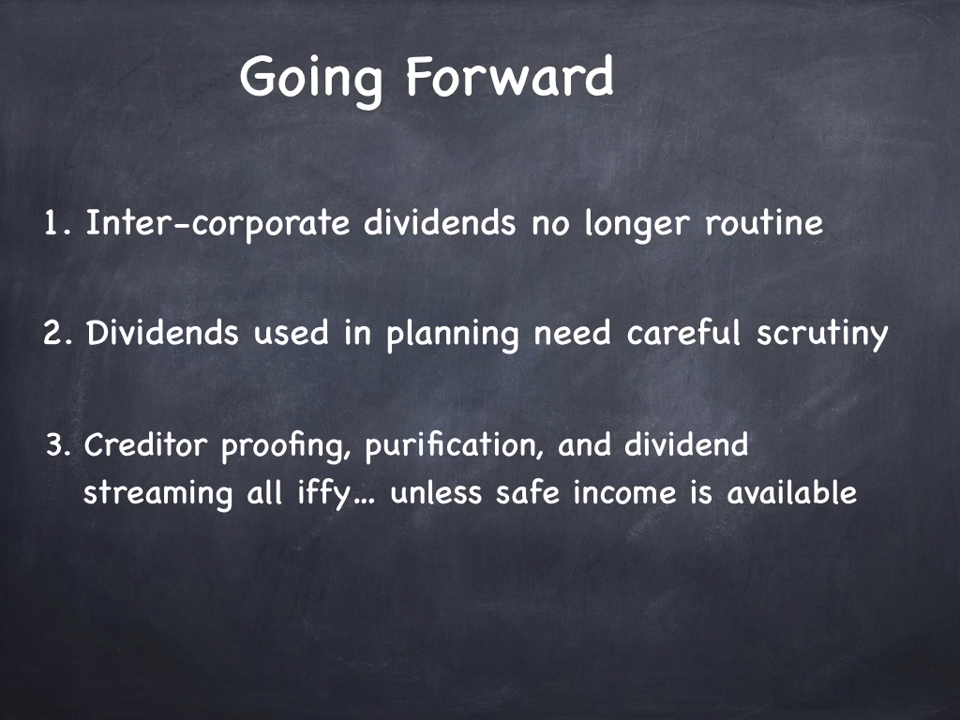 Going Forward
1. Inter-corporate dividends no longer routine
2. Dividends used in planning need careful scrutiny
3. Creditor proofing, purification, and dividend
streaming all iffy... unless safe income is available